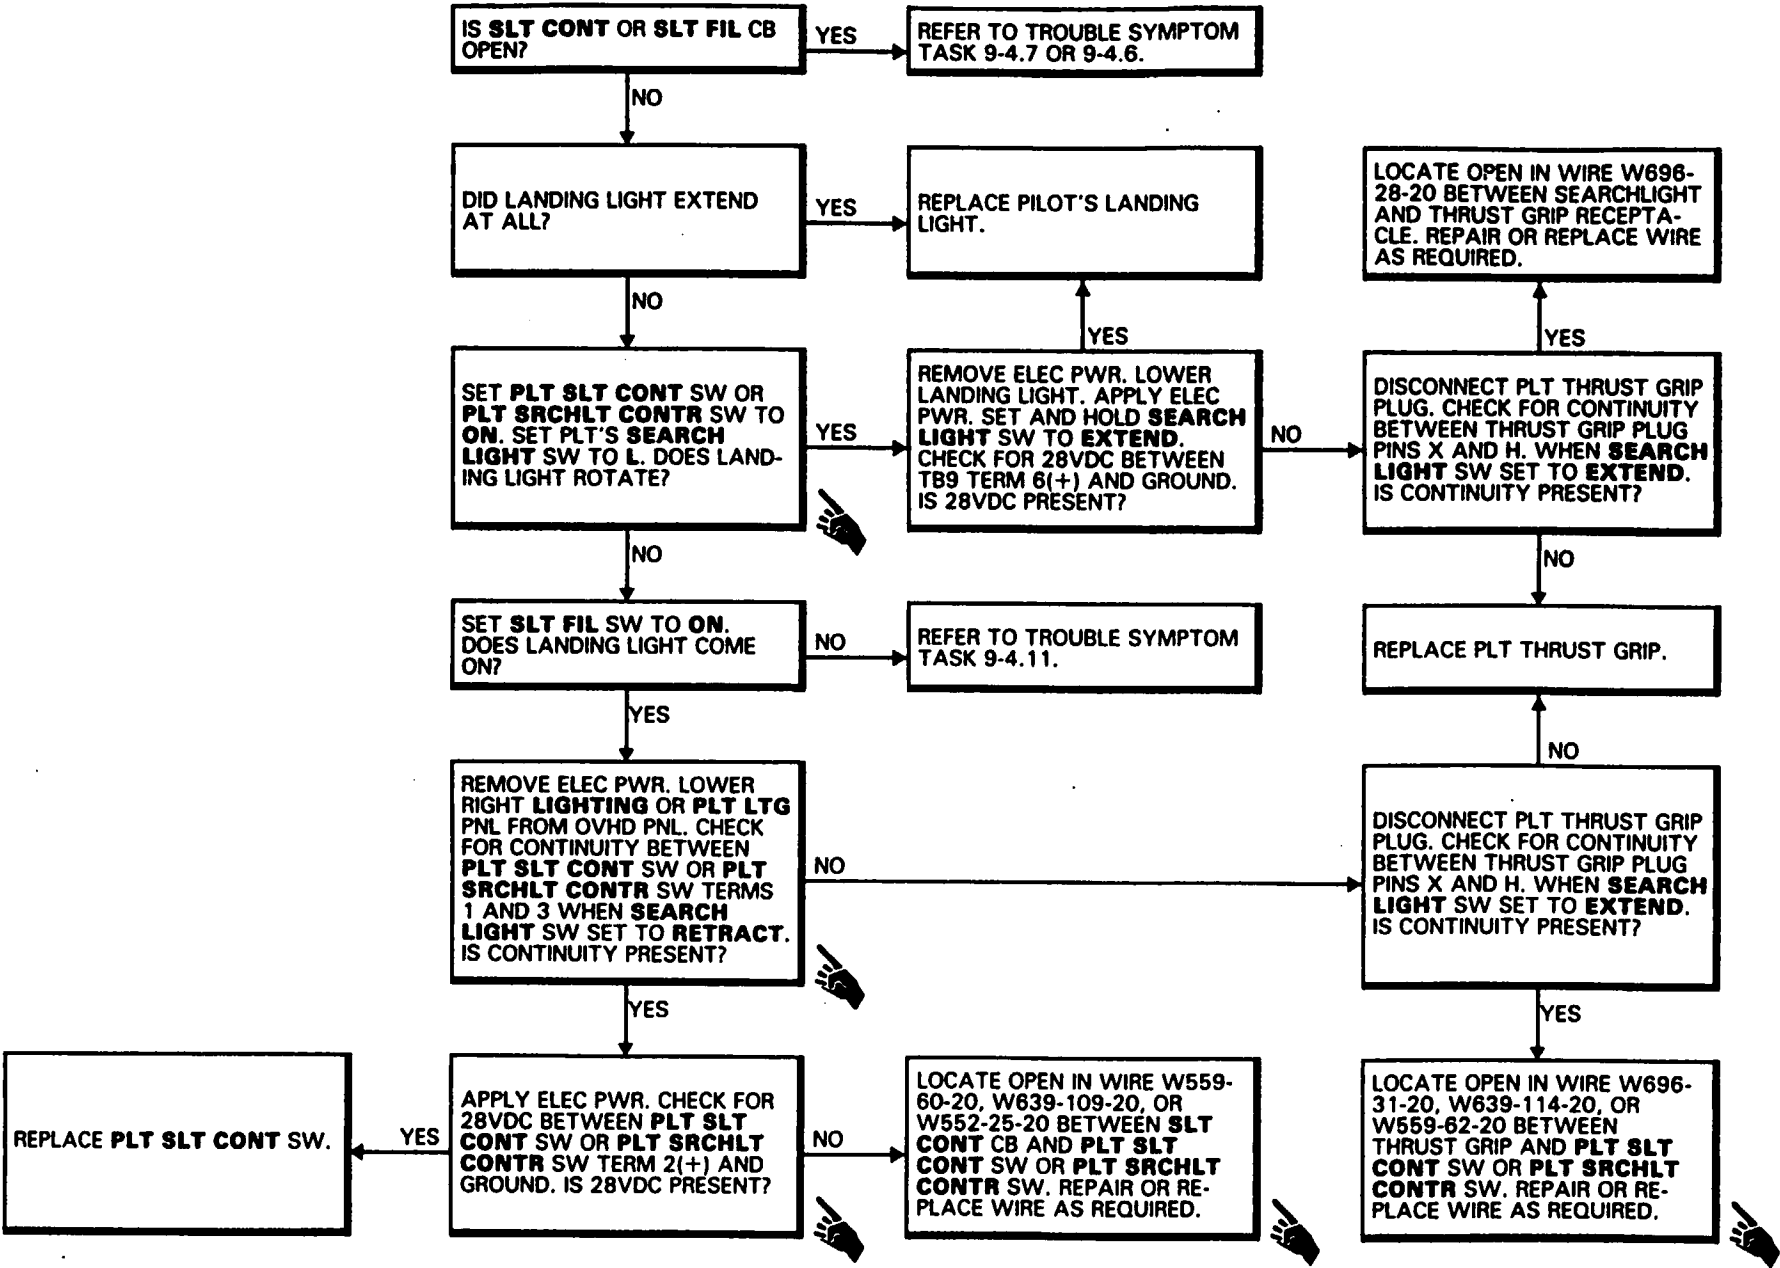 IS SLT CONT OR SLT FIL CB
OPEN?
YES
REFER TO TROUBLE SYMPTOM
TASK 9-4.7 OR 9-4.6.
NO
DID LANDING LIGHT EXTEND
AT ALL?
YES
REPLACE PILOT'S LANDING
LIGHT.
LOCATE OPEN IN WIRE W696-
28-20 BETWEEN SEARCHLIGHT
AND THRUST GRIP RECEPTA-
CLE. REPAIR OR REPLACE WIRE
AS REQUIRED.
NO
YES
YES
SET PLT SLT CONT SW OR
PLT SRCHLT CONTR SW TO
ON. SET PLT'S SEARCH
LIGHT SW TO L. DOES LAND-
ING LIGHT ROTATE?
YES
REMOVE ELEC PWR. LOWER
LANDING LIGHT. APPLY ELEC
PWR. SET AND HOLD SEARCH
LIGHT SW TO EXTEND.
CHECK FOR 28VDC BETWEEN
TB9 TERM 6(+) AND GROUND.
IS 28VDC PRESENT?
NO
DISCONNECT PLT THRUST GRIP
PLUG. CHECK FOR CONTINUITY
BETWEEN THRUST GRIP PLUG
PINS X AND H. WHEN SEARCH
LIGHT SW SET TO EXTEND.
IS CONTINUITY PRESENT?
NO
NO
SET SLT FIL SW TO ON.
DOES LANDING LIGHT COME
ON?
NO
REFER TO TROUBLE SYMPTOM
TASK 9-4.11.
REPLACE PLT THRUST GRIP.
YES
NO
REMOVE ELEC PWR. LOWER
RIGHT LIGHTING OR PLT LTG
PNL FROM OVHD PNL. CHECK
FOR CONTINUITY BETWEEN
PLT SLT CONT SW OR PLT
SRCHLT CONTR SW TERMS
1 AND 3 WHEN SEARCH
LIGHT SW SET TO RETRACT.
IS CONTINUITY PRESENT?
NO
DISCONNECT PLT THRUST GRIP
PLUG. CHECK FOR CONTINUITY
BETWEEN THRUST GRIP PLUG
PINS X AND H. WHEN SEARCH
LIGHT SW SET TO EXTEND.
IS CONTINUITY PRESENT?
YES
YES
REPLACE PLT SLT CONT SW.
YES
APPLY ELEC PWR. CHECK FOR
28VDC BETWEEN PLT SLT
CONT SW OR PLT SRCHLT
CONTR SW TERM 2(+) AND
GROUND. IS 28VDC PRESENT?
NO
LOCATE OPEN IN WIRE W559-
60-20, W639-109-20, OR
W552-25-20 BETWEEN SLT
CONT CB AND PLT SLT
CONT SW OR PLT SRCHLT
CONTR SW. REPAIR OR RE-
PLACE WIRE AS REQUIRED.
LOCATE OPEN IN WIRE W696-
31-20, W639-114-20, OR
W559-62-20 BETWEEN
THRUST GRIP AND PLT SLT
CONT SW OR PLT SRCHLT
CONTR SW. REPAIR OR RE-
PLACE WIRE AS REQUIRED.